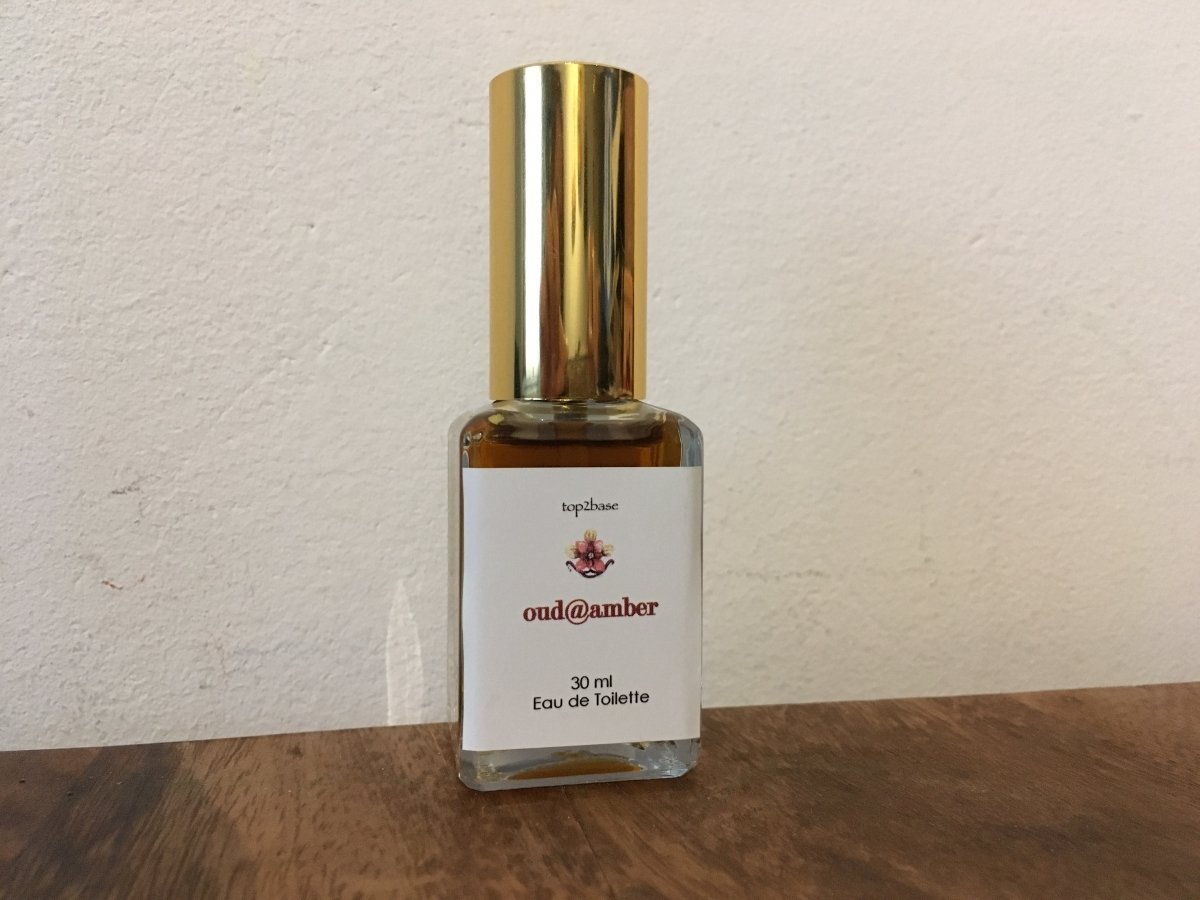 top2base
oud@amber
30 ml
Eau de Toilette